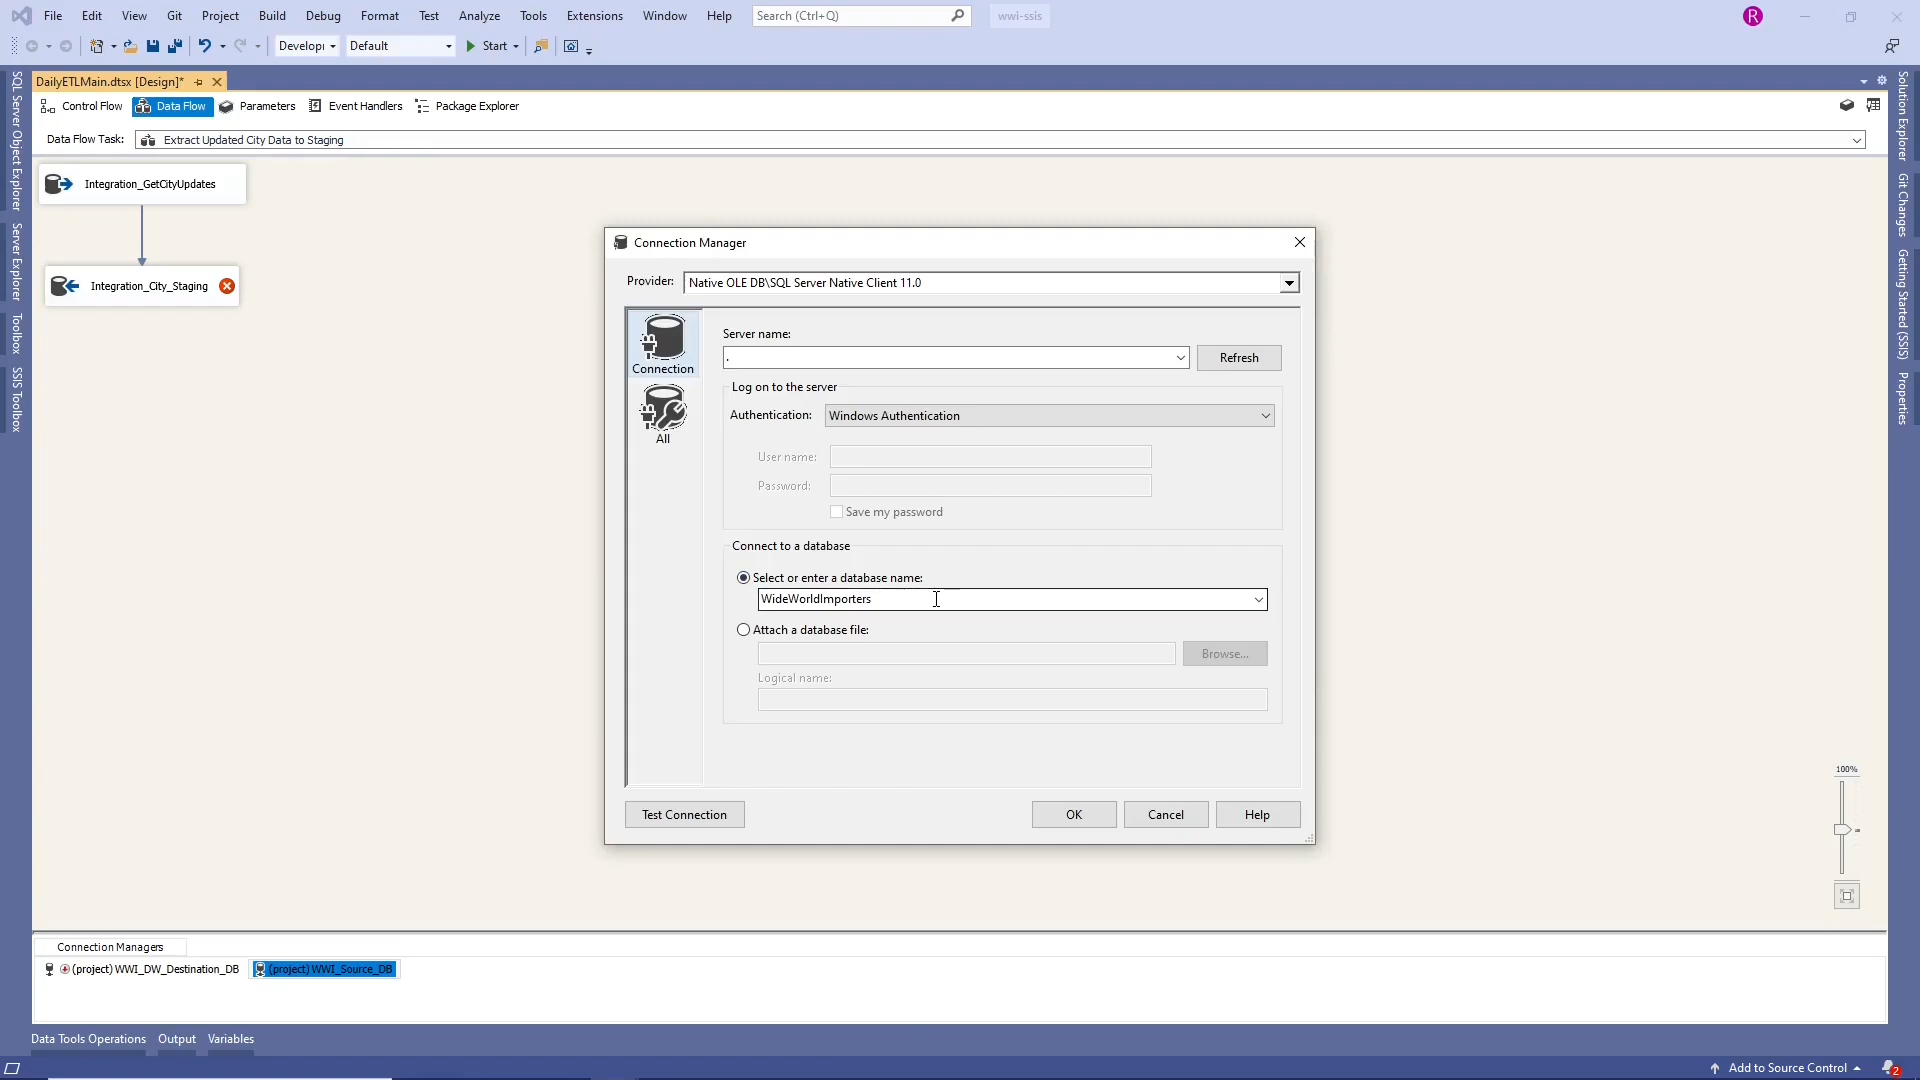 File Edit View Git Project Build Debug Format Test Analyze Tools Extensions Window Help Search (Ctrl+Q) wwi-ssis R
Developi Default Start
DailyETLMain.dtsx [Design]*
Control Flow Data Flow Parameters Event Handlers Package Explorer
Data Flow Task: Extract Updated City Data to Staging
SQL Server Object Explorer
Server Explorer
Toolbox
SSIS Toolbox
Integration_GetCityUpdates
Integration_City_Staging
Connection Manager
Provider: Native OLE DB\SQL Server Native Client 11.0
Connection
All
Server name:
.
Refresh
Log on to the server
Authentication: Windows Authentication
User name:
Password:
Save my password
Connect to a database
Select or enter a database name:
WideWorldImporters
Attach a database file:
Browse...
Logical name:
Test Connection OK Cancel Help
100%
Solution Explorer
Git Changes
Getting Started (SSIS)
Properties
Connection Managers
(project) WWI_DW_Destination_DB (project) WWI_Source_DB
Data Tools Operations Output Variables
Add to Source Control 2